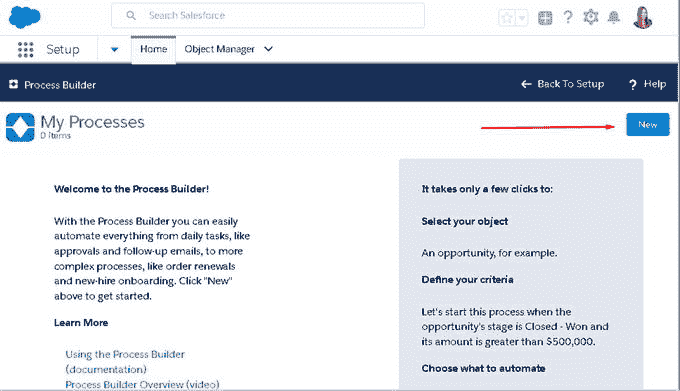 Search Salesforce
Setup
Home
Object Manager
Process Builder
Back To Setup
? Help
My Processes
0 items
New
Welcome to the Process Builder!
With the Process Builder you can easily
automate everything from daily tasks, like
approvals and follow-up emails, to more
complex processes, like order renewals
and new-hire onboarding. Click "New"
above to get started.
Learn More
Using the Process Builder
(documentation)
Process Builder Overview (video)
It takes only a few clicks to:
Select your object
An opportunity, for example.
Define your criteria
Let's start this process when the
opportunity's stage is Closed - Won and
its amount is greater than $500,000.
Choose what to automate